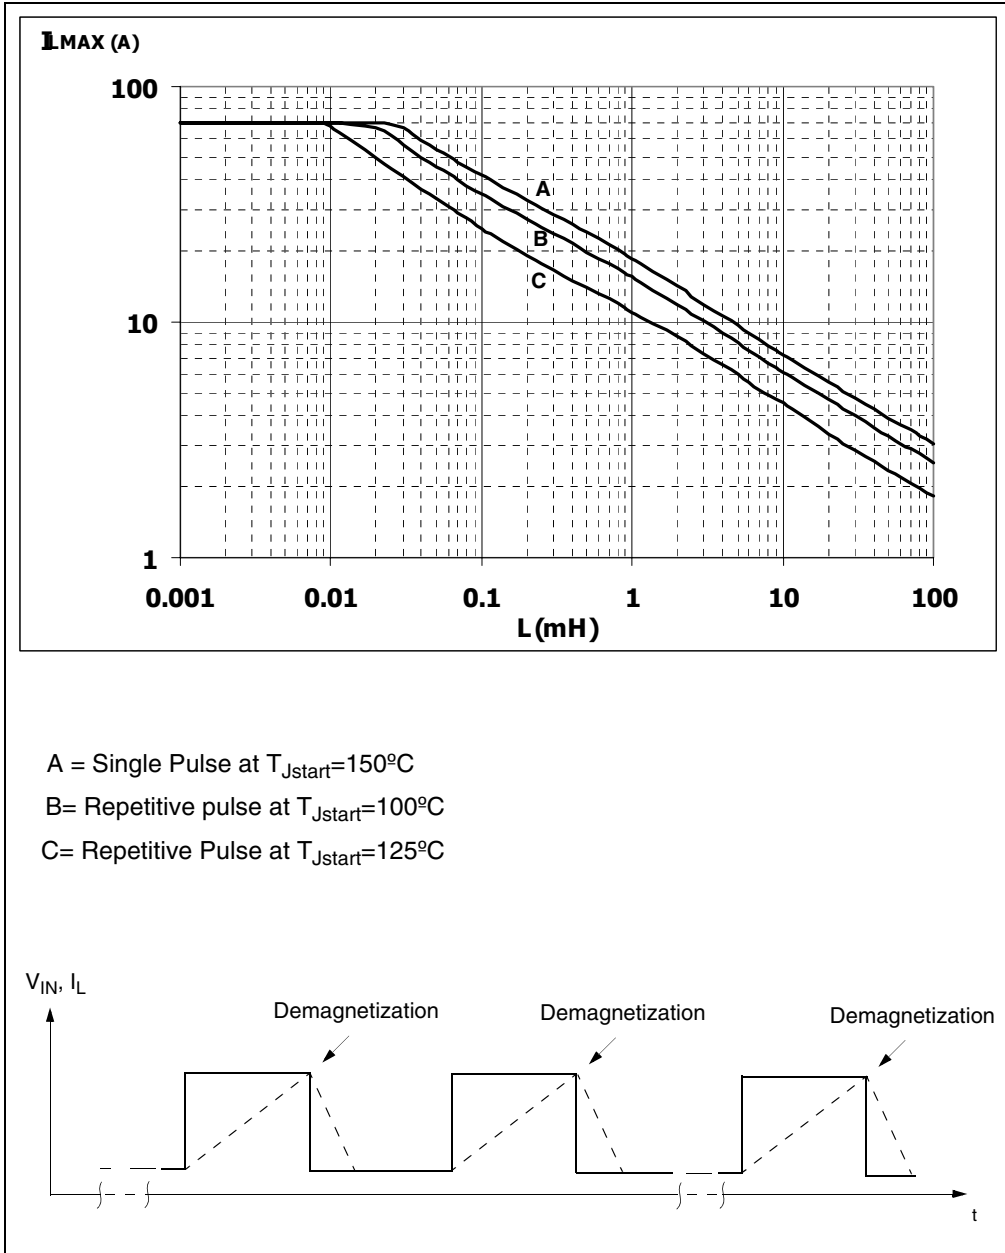 ILMAX (A)
100
A
B
C
10
1
0.001 0.01 0.1 1 10 100
L(mH)
A = Single Pulse at TJstart=150ºC
B= Repetitive pulse at TJstart=100ºC
C= Repetitive Pulse at TJstart=125ºC
VIN, IL
Demagnetization Demagnetization Demagnetization
t